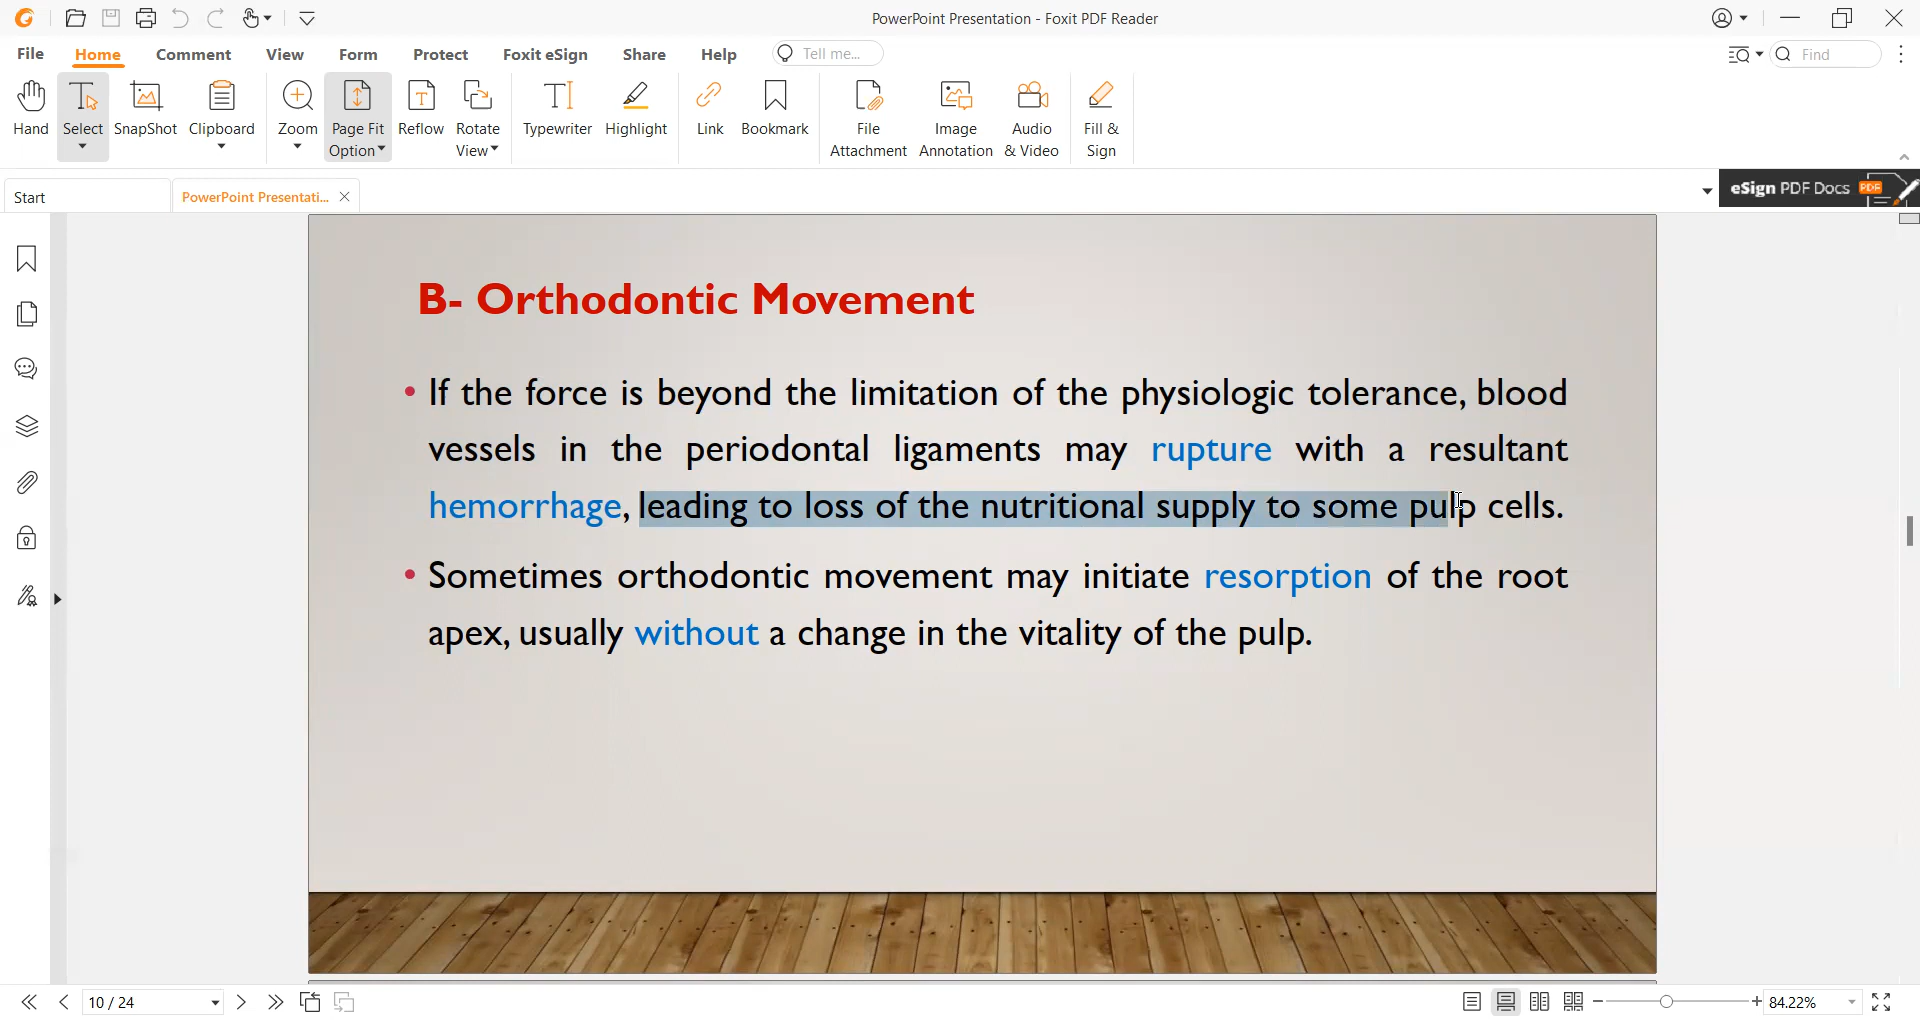 PowerPoint Presentation - Foxit PDF Reader
File Home Comment View Form Protect Foxit eSign Share Help Tell me... Find
Hand Select SnapShot Clipboard Zoom Page Fit Option Reflow Rotate View Typewriter Highlight Link Bookmark File Attachment Image Annotation Audio & Video Fill & Sign
Start PowerPoint Presentati... eSign PDF Docs PDF
B- Orthodontic Movement
• If the force is beyond the limitation of the physiologic tolerance, blood
vessels in the periodontal ligaments may rupture with a resultant
hemorrhage, leading to loss of the nutritional supply to some pulp cells.
• Sometimes orthodontic movement may initiate resorption of the root
apex, usually without a change in the vitality of the pulp.
10 / 24 84.22%